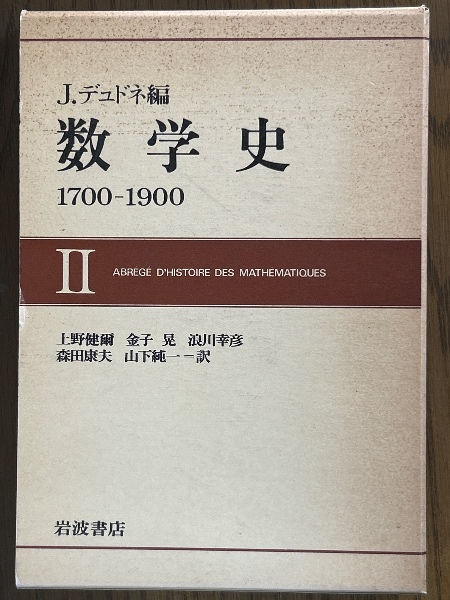 J.デュドネ編
数学史
1700-1900
II
ABRÉGÉ D'HISTOIRE DES MATHEMATIQUES
上野健爾 金子 晃 浪川幸彦
森田康夫 山下純一=訳
岩波書店